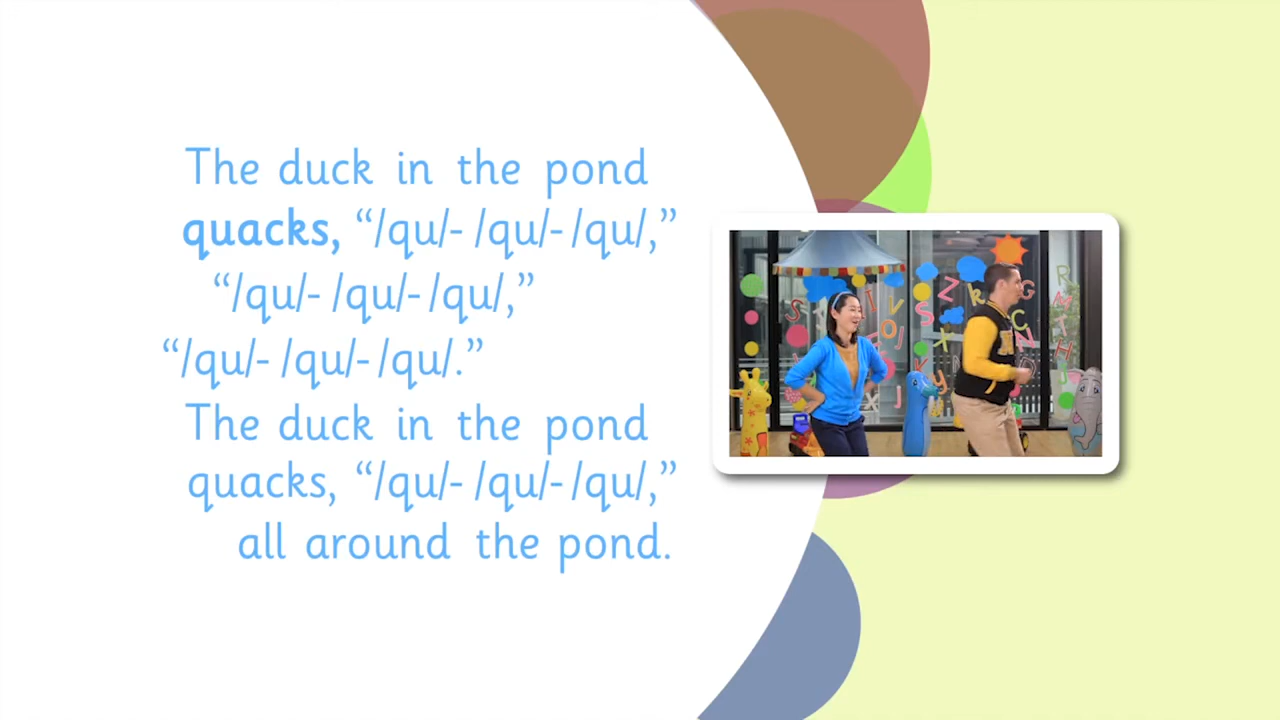 The duck in the pond
quacks, “/qu/- /qu/- /qu/,”
“/qu/- /qu/- /qu/,”
“/qu/- /qu/- /qu/.”
The duck in the pond
quacks, “/qu/- /qu/- /qu/,”
all around the pond.